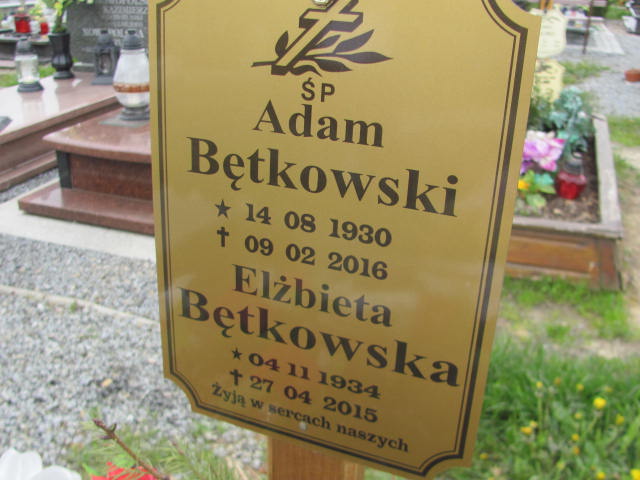 ŚP
Adam
Bętkowski
★ 14 08 1930
✝ 09 02 2016
Elżbieta
Bętkowska
★ 04 11 1934
✝ 27 04 2015
Żyją w sercach naszych
KAZIMIERZ